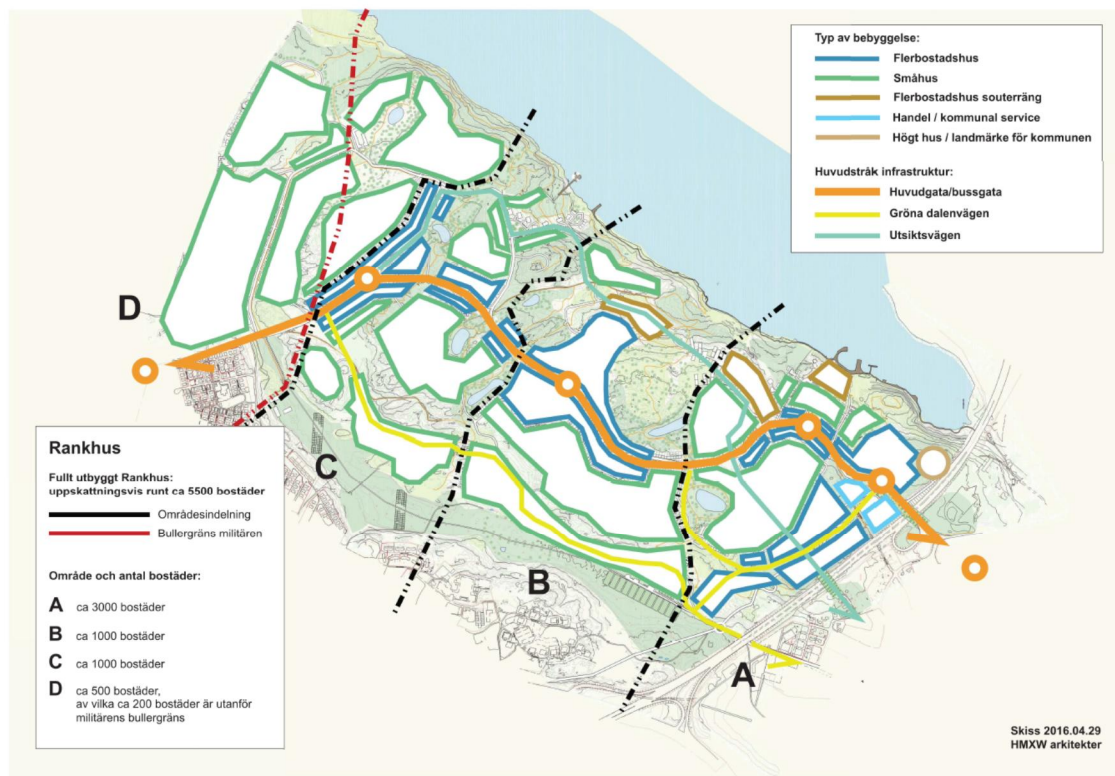 Typ av bebyggelse:
Flerbostadshus
Småhus
Flerbostadshus souterräng
Handel / kommunal service
Högt hus / landmärke för kommunen
Huvudstråk infrastruktur:
Huvudgata/bussgata
Gröna dalenvägen
Utsiktsvägen
D
C
B
A
Rankhus
Fullt utbyggt Rankhus:
uppskattningsvis runt ca 5500 bostäder
Områdesindelning
Bullergräns militären
Område och antal bostäder:
A ca 3000 bostäder
B ca 1000 bostäder
C ca 1000 bostäder
D ca 500 bostäder,
av vilka ca 200 bostäder är utanför
militärens bullergräns
Skiss 2016.04.29
HMXW arkitekter